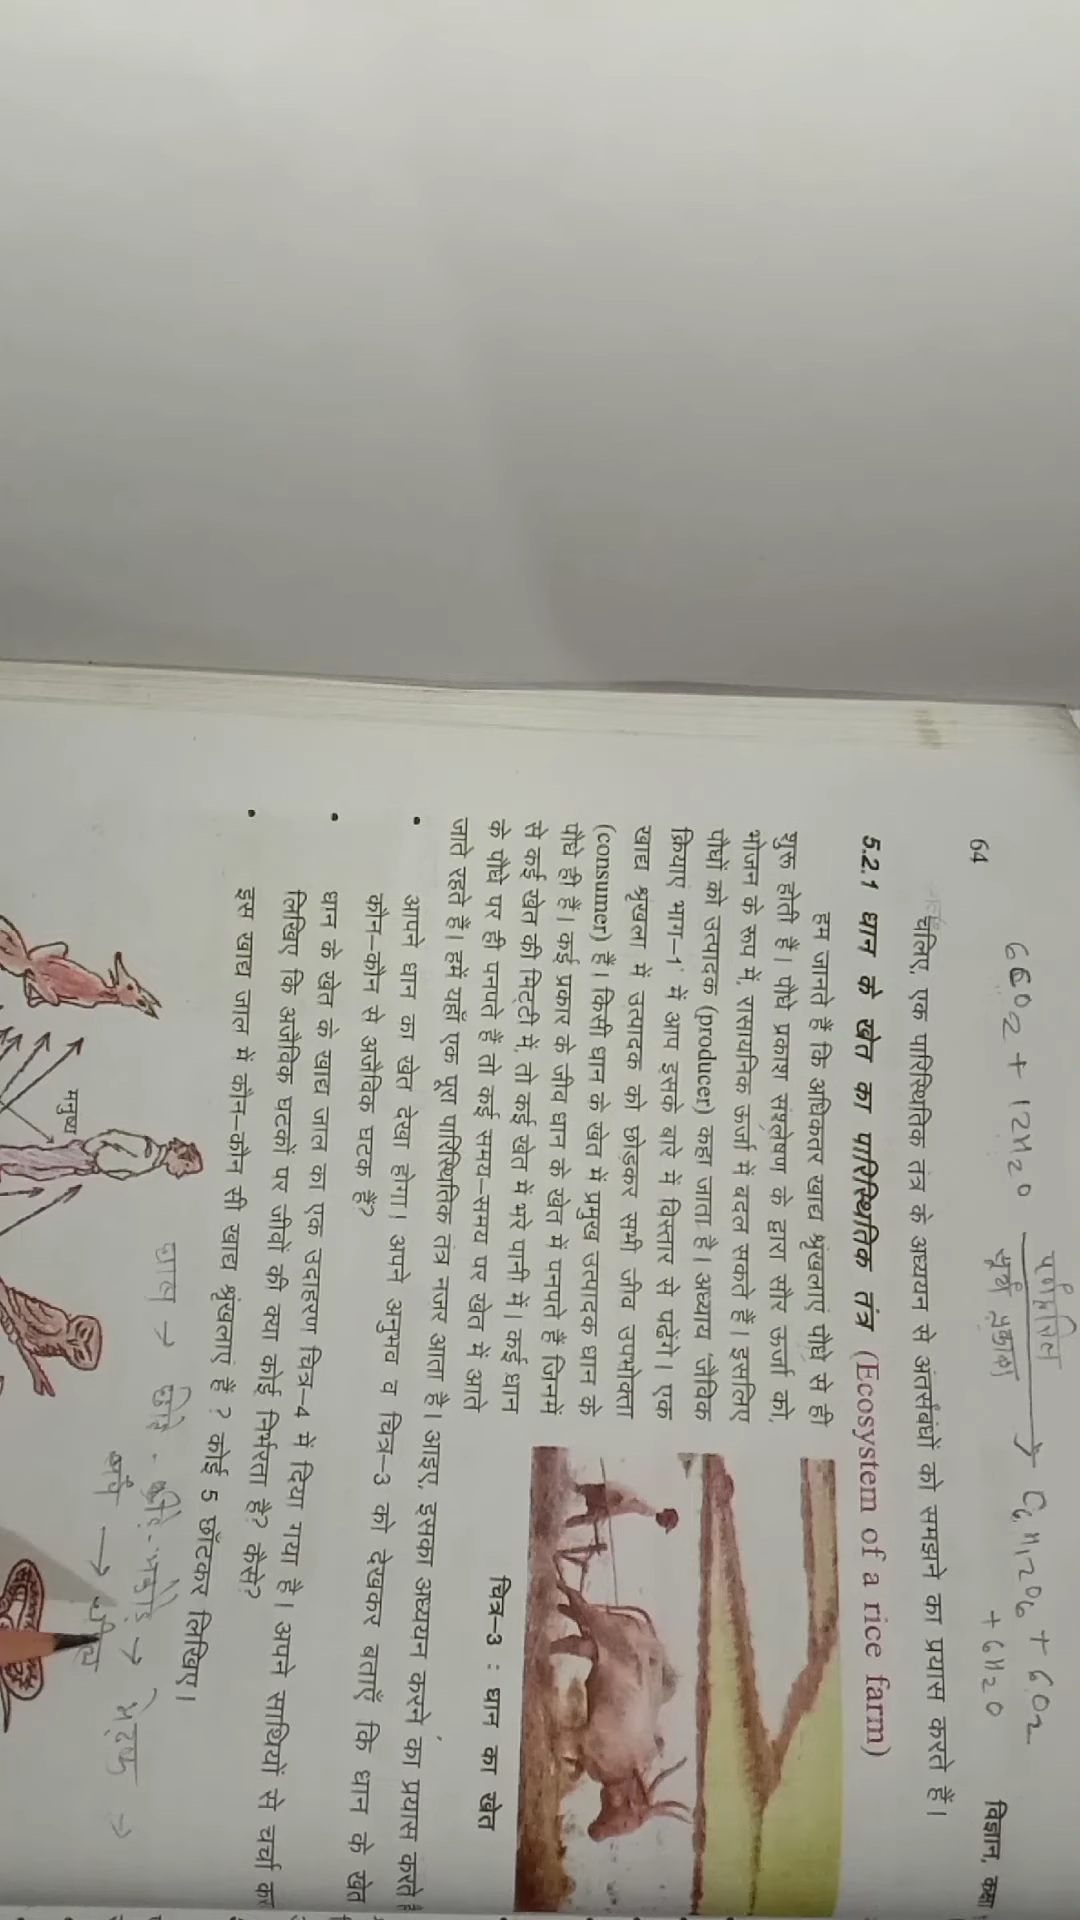 6CO2 + 12H2O → C6H12O6 + 6O2
पर्णहरित
सूर्य प्रकाश
+ 6H2O
64
विज्ञान, कक्षा
चलिए, एक पारिस्थितिक तंत्र के अध्ययन से अंतर्संबंधों को समझने का प्रयास करते हैं।
5.2.1 धान के खेत का पारिस्थितिक तंत्र (Ecosystem of a rice farm)
हम जानते हैं कि अधिकतर खाद्य श्रृंखलाएं पौधे से ही
शुरू होती हैं। पौधे प्रकाश संश्लेषण के द्वारा सौर ऊर्जा को,
भोजन के रूप में, रासायनिक ऊर्जा में बदल सकते हैं। इसलिए
पौधों को उत्पादक (producer) कहा जाता है। अध्याय 'जैविक
क्रियाएं भाग–1' में आप इसके बारे में विस्तार से पढेंगे। एक
खाद्य श्रृंखला में उत्पादक को छोड़कर सभी जीव उपभोक्ता
(consumer) हैं। किसी धान के खेत में प्रमुख उत्पादक धान के
पौधे ही हैं। कई प्रकार के जीव धान के खेत में पनपते हैं जिनमें
से कई खेत की मिट्टी में, तो कई खेत में भरे पानी में। कई धान
के पौधे पर ही पनपते हैं तो कई समय–समय पर खेत में आते
जाते रहते हैं। हमें यहाँ एक पूरा पारिस्थितिक तंत्र नजर आता है। आइए, इसका अध्ययन करने का प्रयास करते
चित्र–3 : धान का खेत
• आपने धान का खेत देखा होगा। अपने अनुभव व चित्र–3 को देखकर बताएँ कि धान के खेत
कौन–कौन से अजैविक घटक हैं?
• धान के खेत के खाद्य जाल का एक उदाहरण चित्र–4 में दिया गया है। अपने साथियों से चर्चा कर
लिखिए कि अजैविक घटकों पर जीवों की क्या कोई निर्भरता है? कैसे?
• इस खाद्य जाल में कौन–कौन सी खाद्य श्रृंखलाएं हैं ? कोई 5 छाँटकर लिखिए।
→ → मेंढक →
सर्प →
मनुष्य